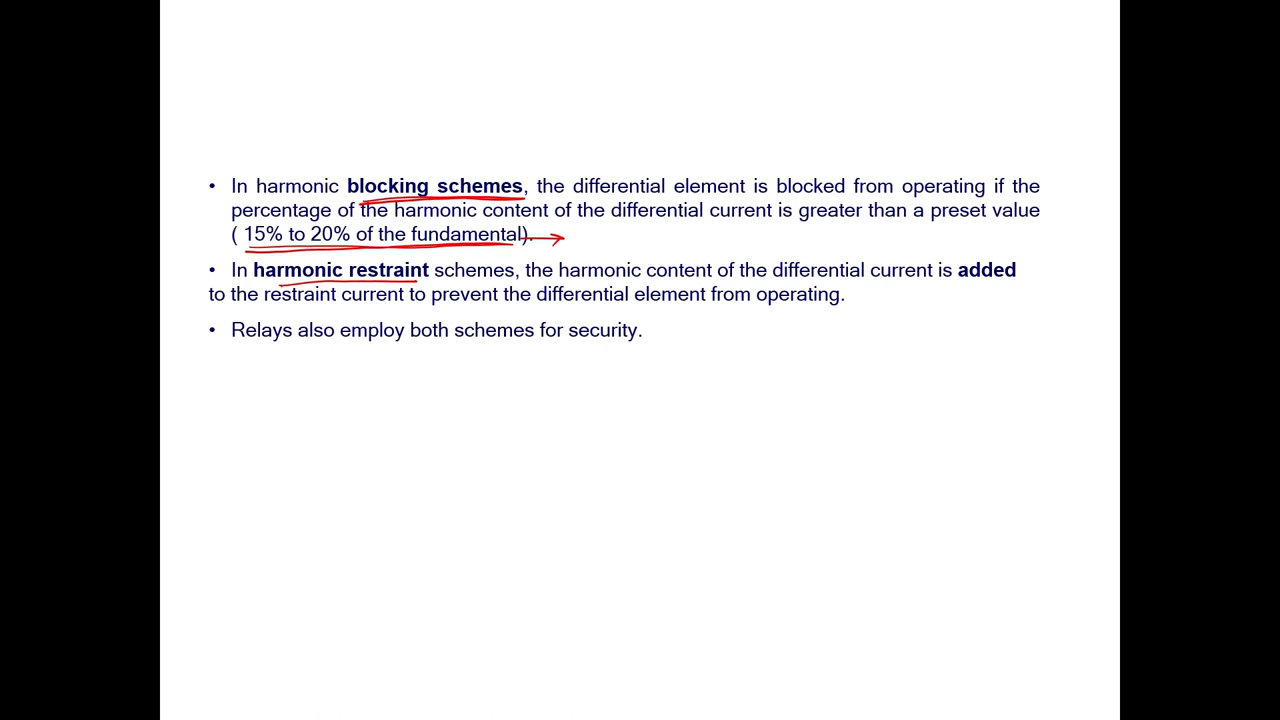 • In harmonic blocking schemes, the differential element is blocked from operating if the
percentage of the harmonic content of the differential current is greater than a preset value
( 15% to 20% of the fundamental).
• In harmonic restraint schemes, the harmonic content of the differential current is added
to the restraint current to prevent the differential element from operating.
• Relays also employ both schemes for security.